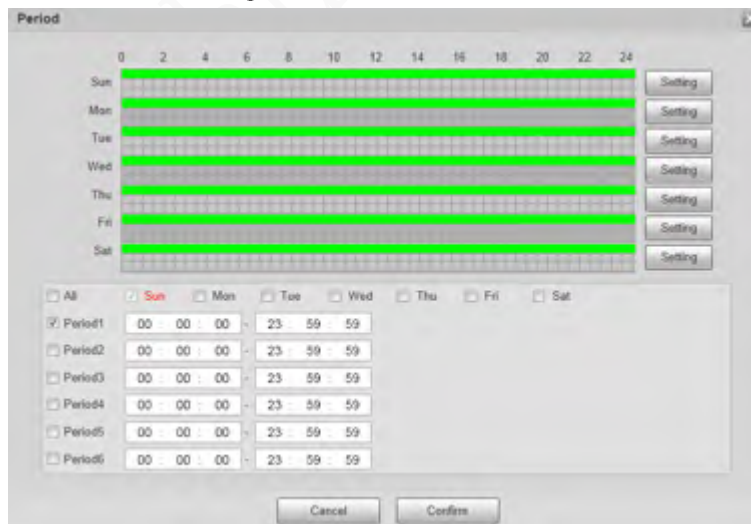 Period
0 2 4 6 8 10 12 14 16 18 20 22 24
Sun Setting
Mon Setting
Tue Setting
Wed Setting
Thu Setting
Fri Setting
Sat Setting
All Sun Mon Tue Wed Thu Fri Sat
Period1 00 : 00 : 00 - 23 : 59 : 59
Period2 00 : 00 : 00 - 23 : 59 : 59
Period3 00 : 00 : 00 - 23 : 59 : 59
Period4 00 : 00 : 00 - 23 : 59 : 59
Period5 00 : 00 : 00 - 23 : 59 : 59
Period6 00 : 00 : 00 - 23 : 59 : 59
Cancel Confirm